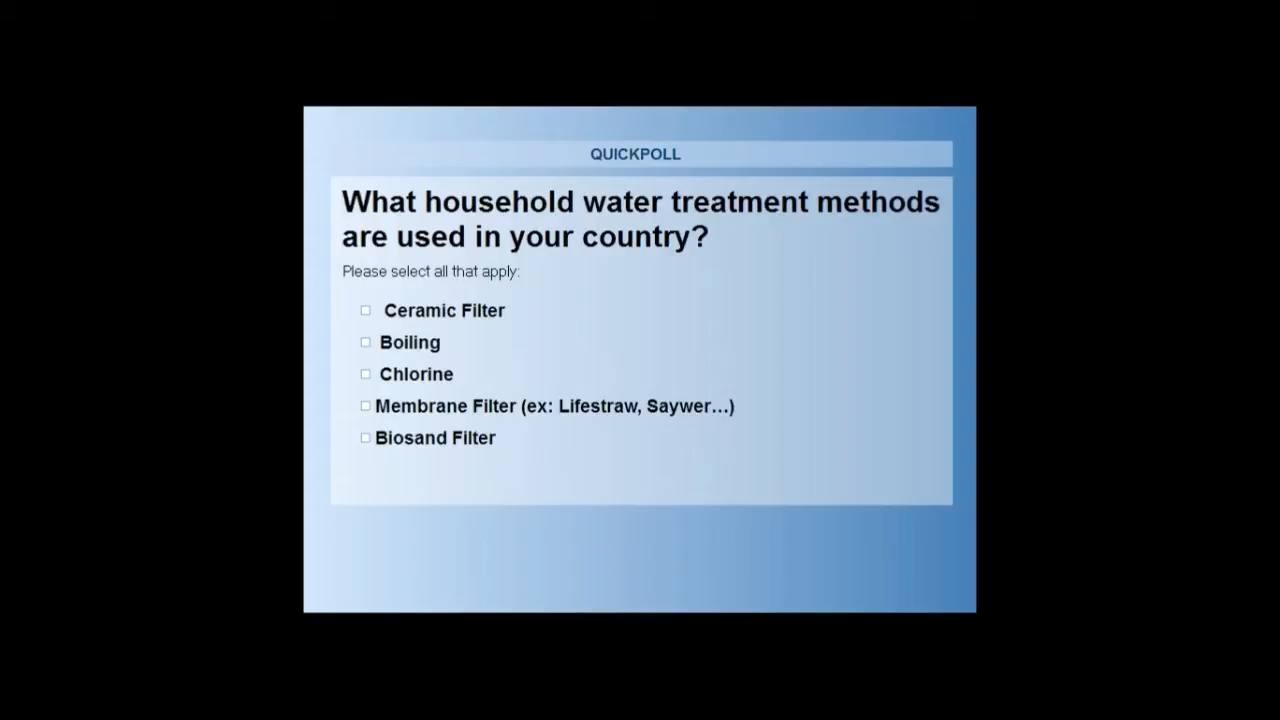 QUICKPOLL
What household water treatment methods
are used in your country?
Please select all that apply:
Ceramic Filter
Boiling
Chlorine
Membrane Filter (ex: Lifestraw, Saywer...)
Biosand Filter